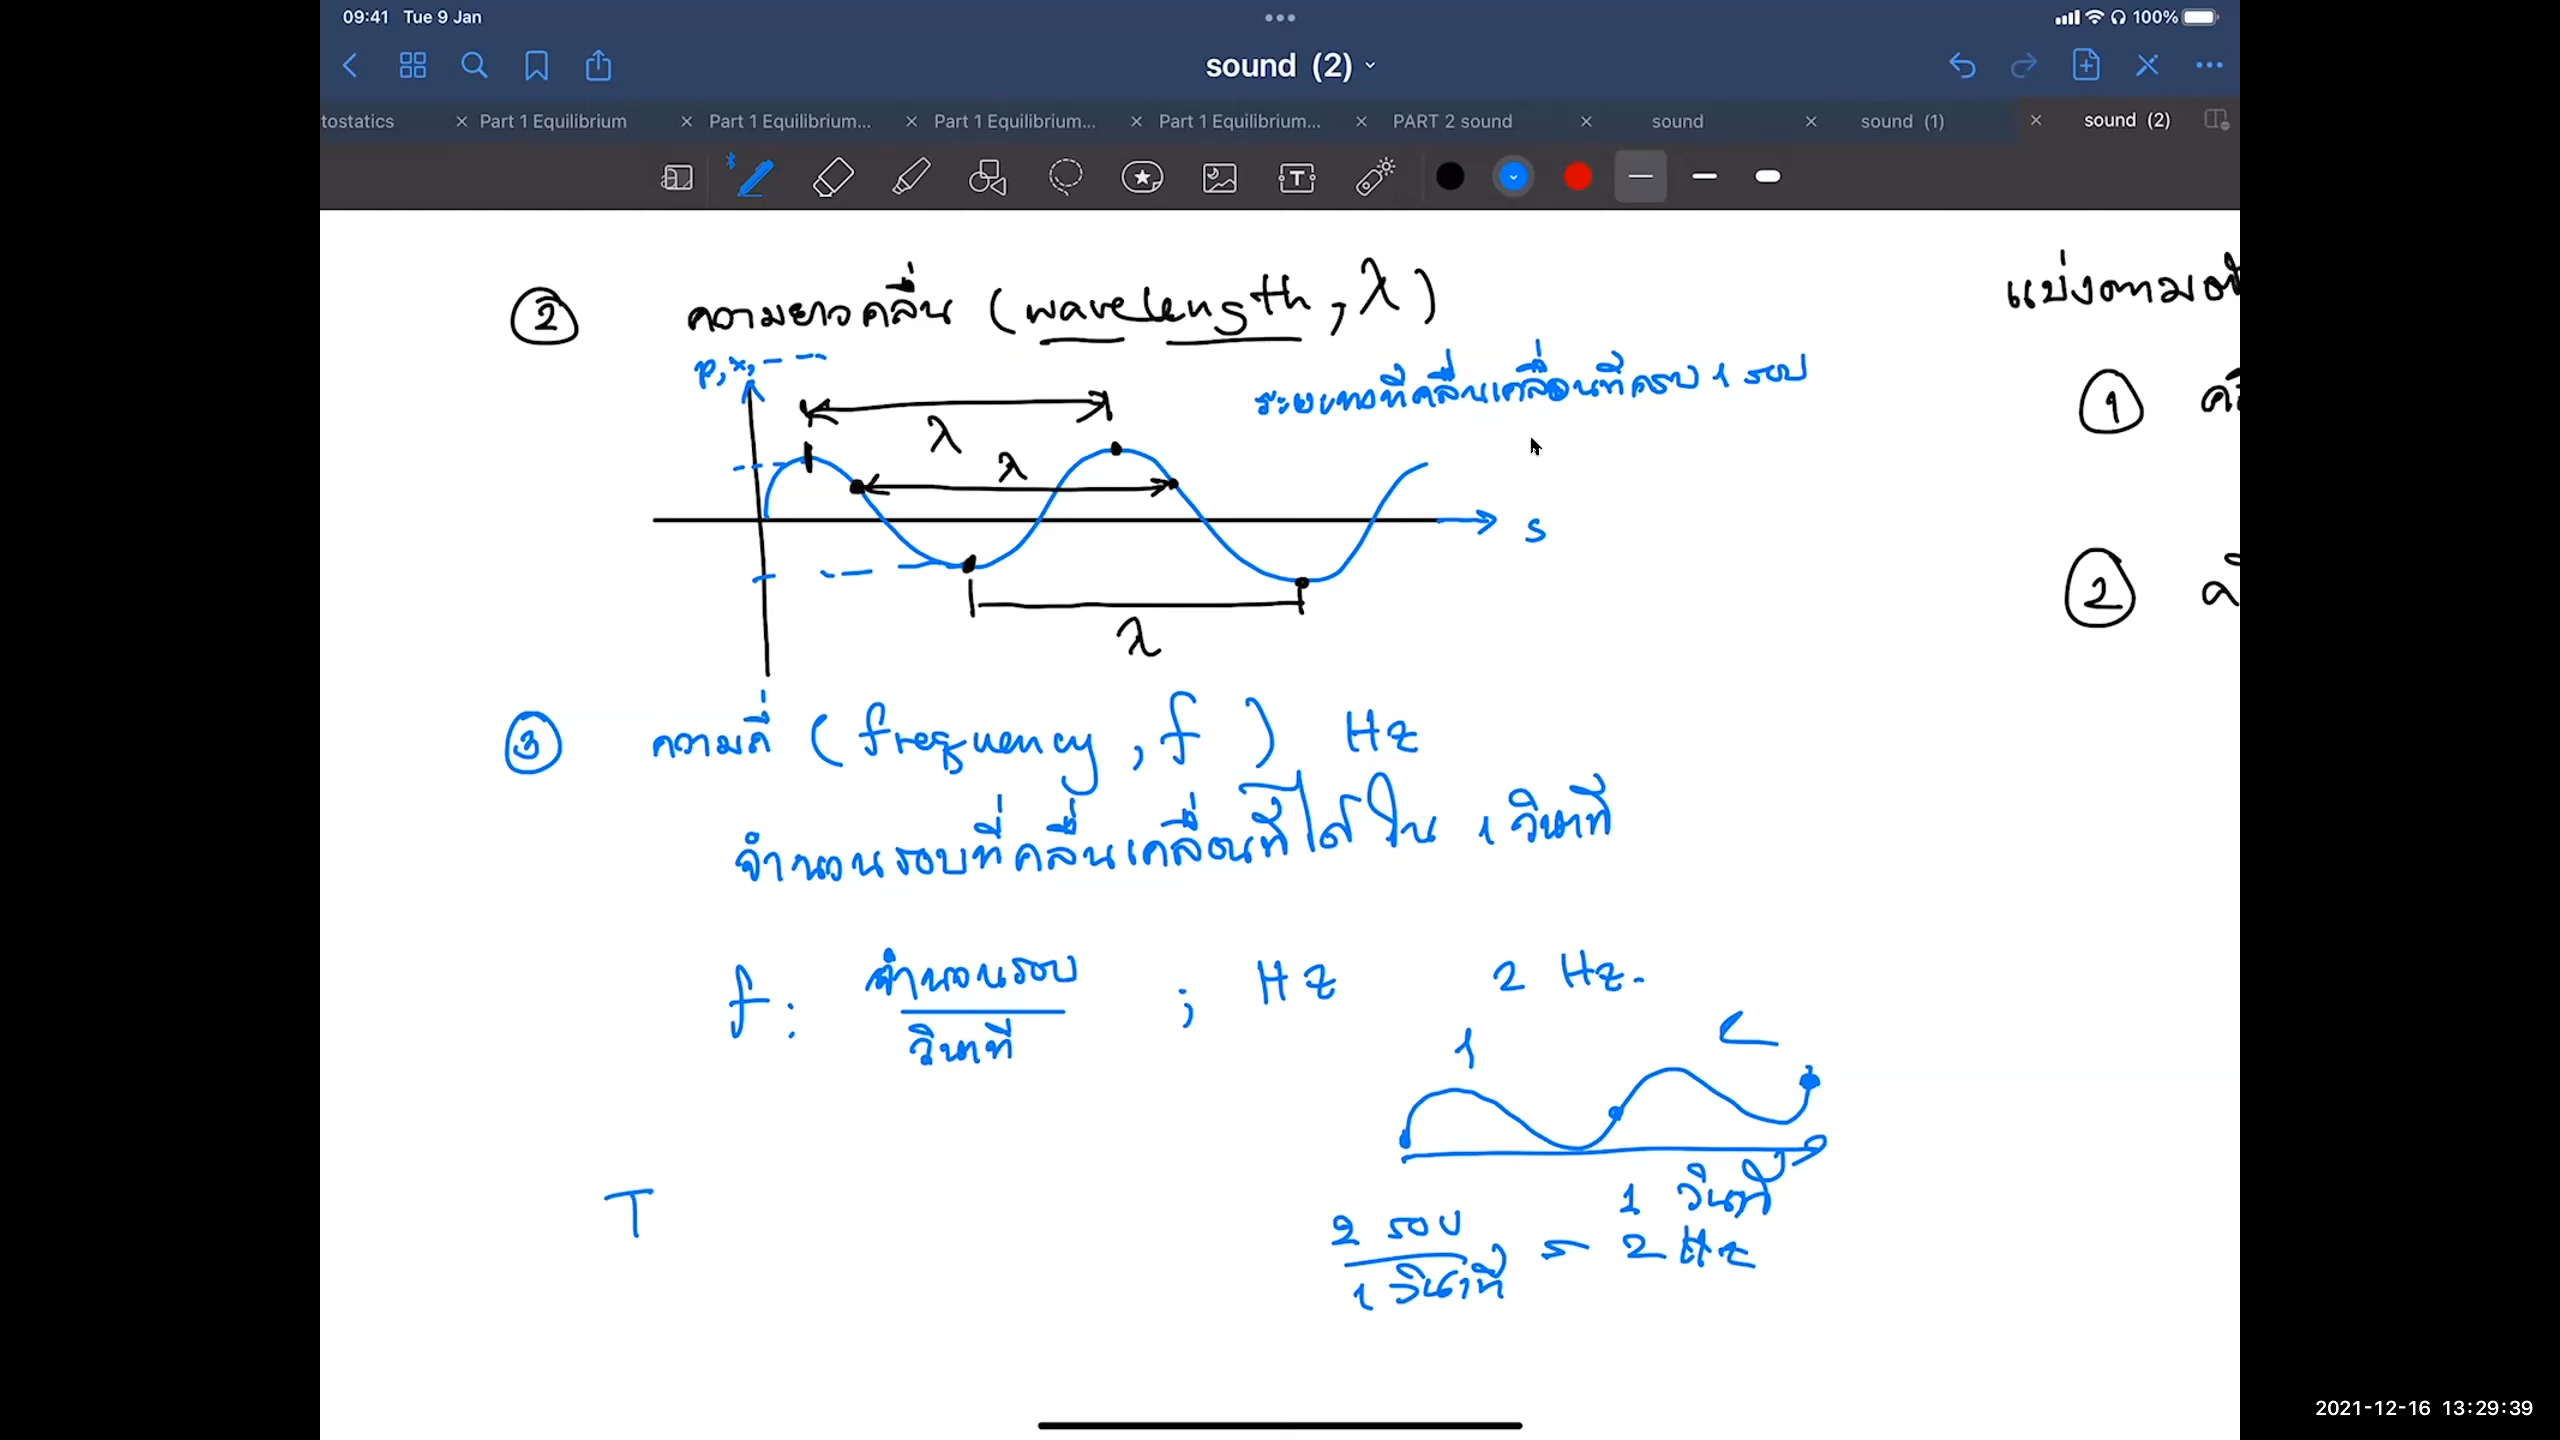 09:41 Tue 9 Jan
100%
sound (2)
tostatics
Part 1 Equilibrium
Part 1 Equilibrium...
Part 1 Equilibrium...
Part 1 Equilibrium...
PART 2 sound
sound
sound (1)
sound (2)
② ความยาวคลื่น (wavelength, λ)
p, x, - - -
ระยะทางที่คลื่นเคลื่อนที่ครบ 1 รอบ
λ
λ
s
λ
③ ความถี่ (frequency, f) Hz
จำนวนรอบที่คลื่นเคลื่อนที่ได้ใน 1 วินาที
f : จำนวนรอบ
วินาที
; Hz
2 Hz.
1
T
1 วินาที
2 รอบ
1 วินาที
= 2 Hz
แบ่งตาม
①
②
2021-12-16 13:29:39